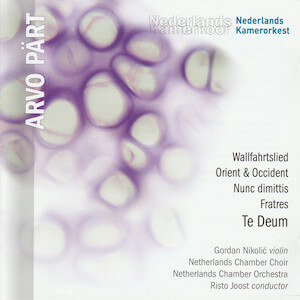 Nederlands
Kamerkoor
Nederlands
Kamerorkest
ARVO PÄRT
Wallfahrtslied
Orient & Occident
Nunc dimittis
Fratres
Te Deum
Gordan Nikolić violin
Netherlands Chamber Choir
Netherlands Chamber Orchestra
Risto Joost conductor